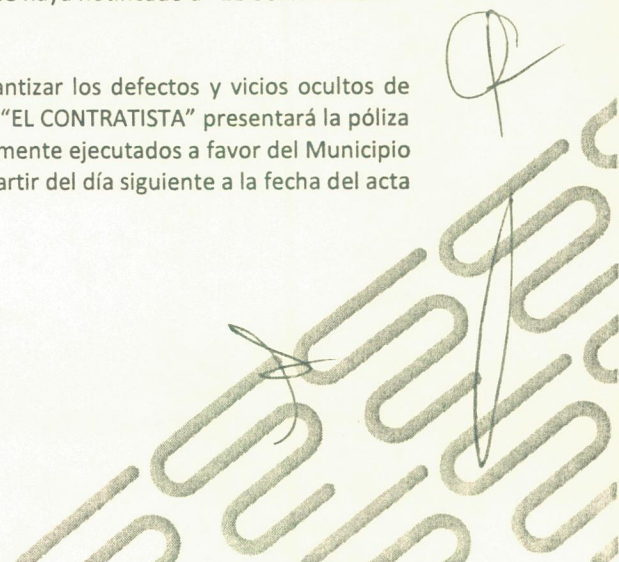 antizar los defectos y vicios ocultos de
"EL CONTRATISTA" presentará la póliza
mente ejecutados a favor del Municipio
artir del día siguiente a la fecha del acta